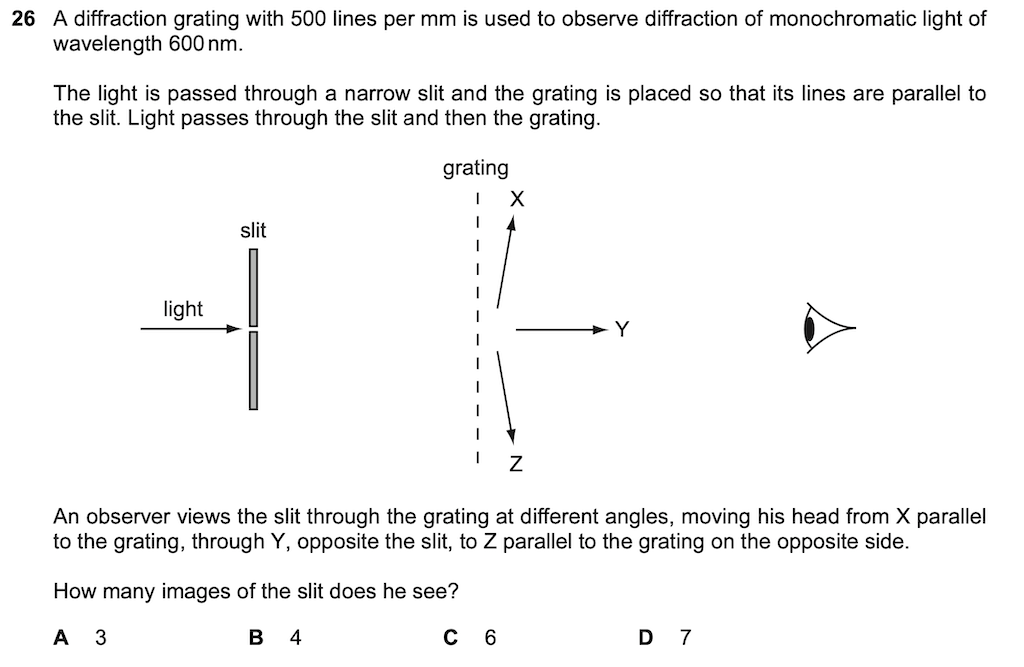 26 A diffraction grating with 500 lines per mm is used to observe diffraction of monochromatic light of
wavelength 600 nm.
The light is passed through a narrow slit and the grating is placed so that its lines are parallel to
the slit. Light passes through the slit and then the grating.
grating
X
slit
light
Y
Z
An observer views the slit through the grating at different angles, moving his head from X parallel
to the grating, through Y, opposite the slit, to Z parallel to the grating on the opposite side.
How many images of the slit does he see?
A 3 B 4 C 6 D 7